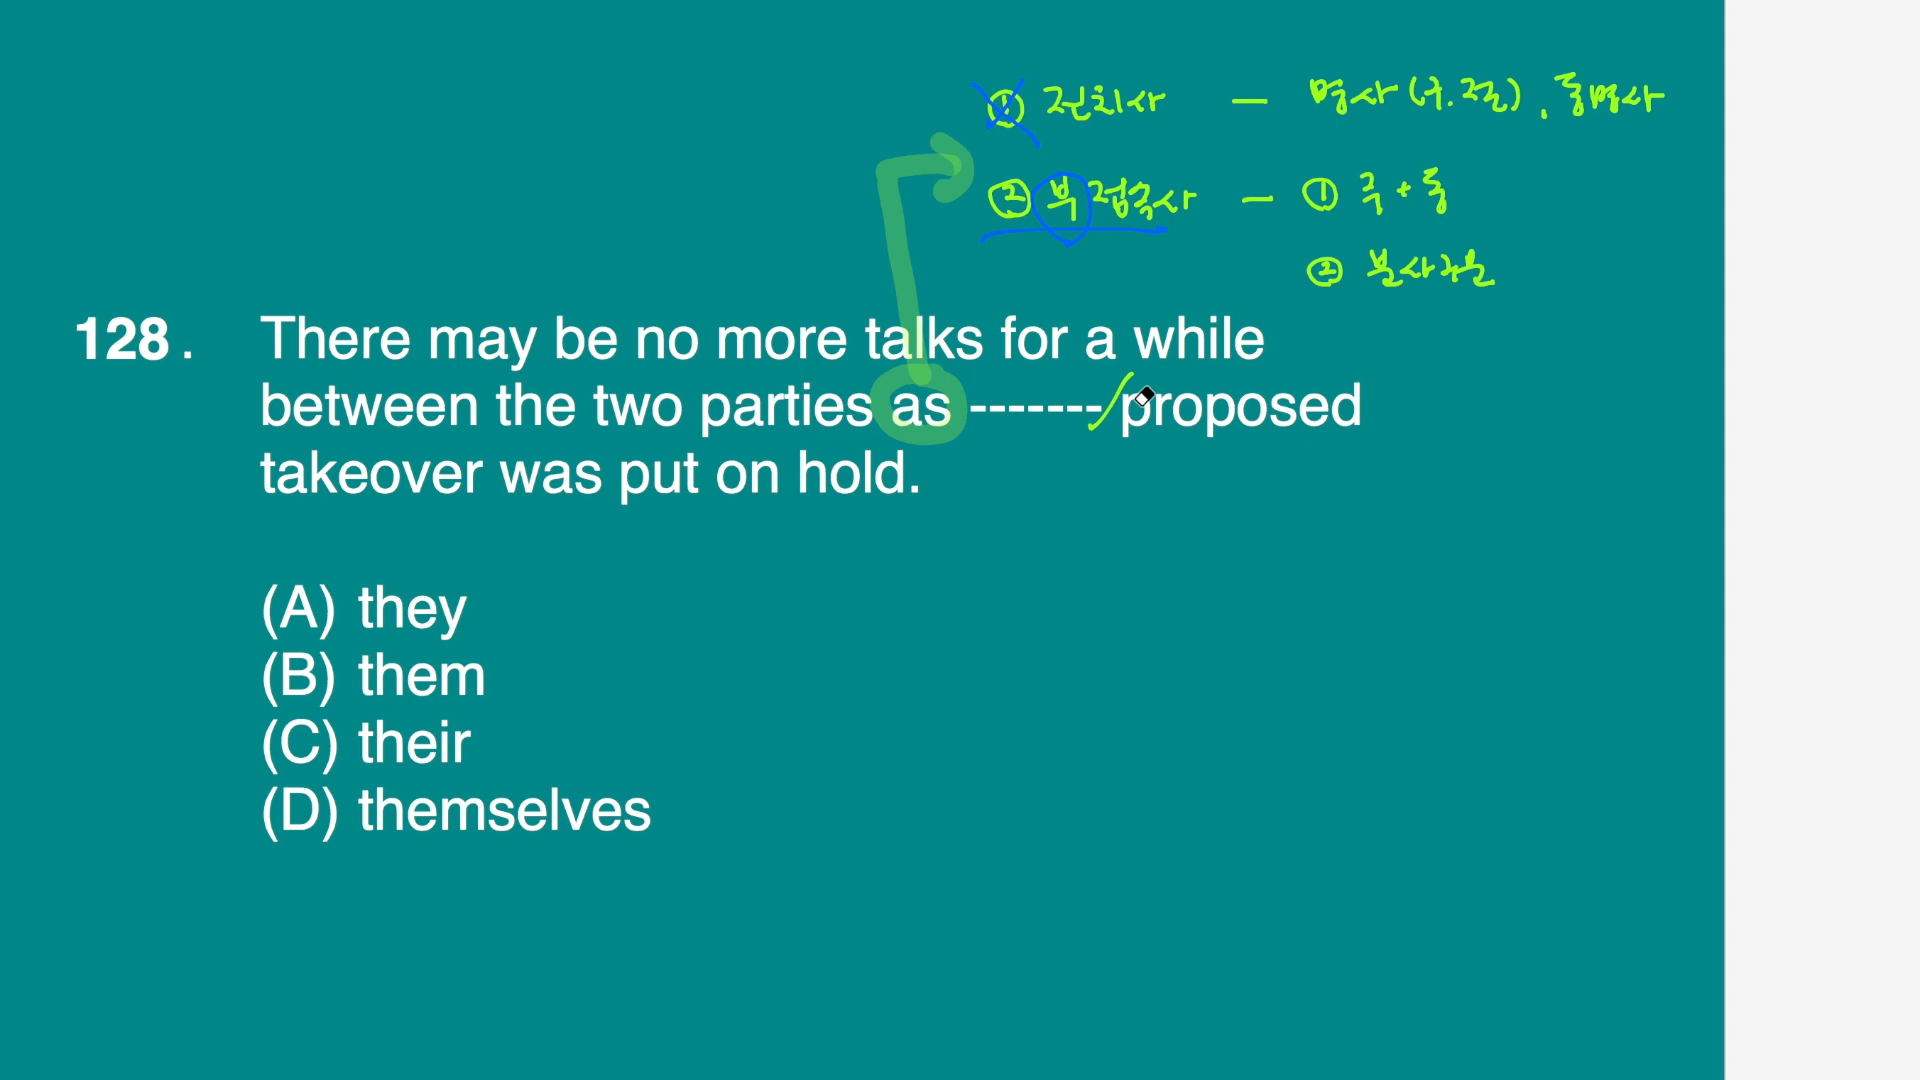 ① 전치사 — 명사(구.절), 동명사
② 부접속사 — ① 주+동
② 분사구문
128. There may be no more talks for a while
between the two parties as ------- proposed
takeover was put on hold.
(A) they
(B) them
(C) their
(D) themselves